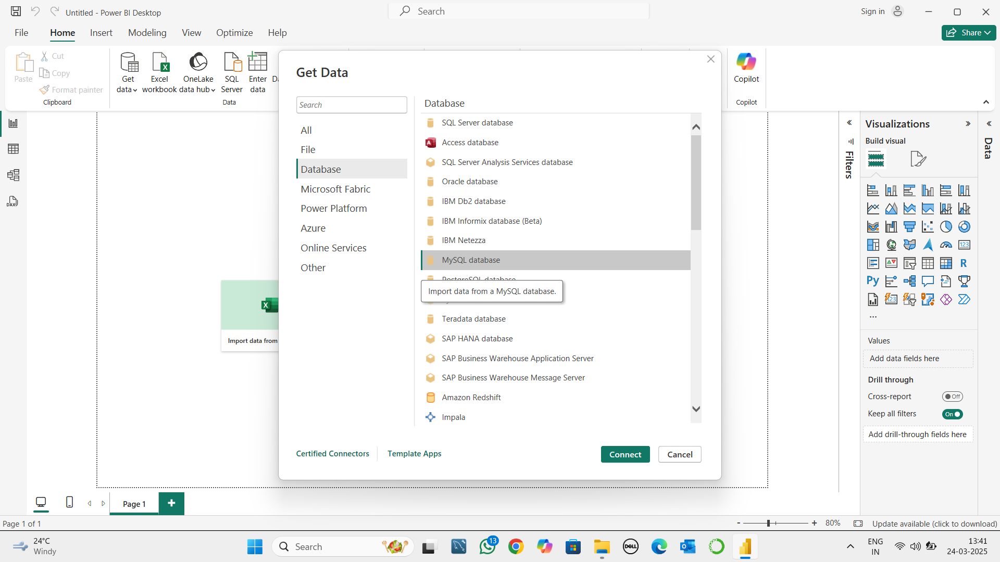 Untitled - Power BI Desktop
Search
Sign in
File
Home
Insert
Modeling
View
Optimize
Help
Share
Paste
Cut
Copy
Format painter
Clipboard
Get
data
Excel
workbook
OneLake
data hub
SQL
Server
Enter
data
Data
Copilot
Copilot
Get Data
Search
All
File
Database
Microsoft Fabric
Power Platform
Azure
Online Services
Other
Database
SQL Server database
Access database
SQL Server Analysis Services database
Oracle database
IBM Db2 database
IBM Informix database (Beta)
IBM Netezza
MySQL database
PostgreSQL database
Import data from a MySQL database.
Teradata database
SAP HANA database
SAP Business Warehouse Application Server
SAP Business Warehouse Message Server
Amazon Redshift
Impala
Certified Connectors
Template Apps
Connect
Cancel
Import data from
Filters
Visualizations
Build visual
123
R
Py
123
Values
Add data fields here
Drill through
Cross-report
Off
Keep all filters
On
Add drill-through fields here
Data
DAX
Page 1
Page 1 of 1
- + 80%
Update available (click to download)
24°C
Windy
Search
13
DELL
ENG
IN
13:41
24-03-2025